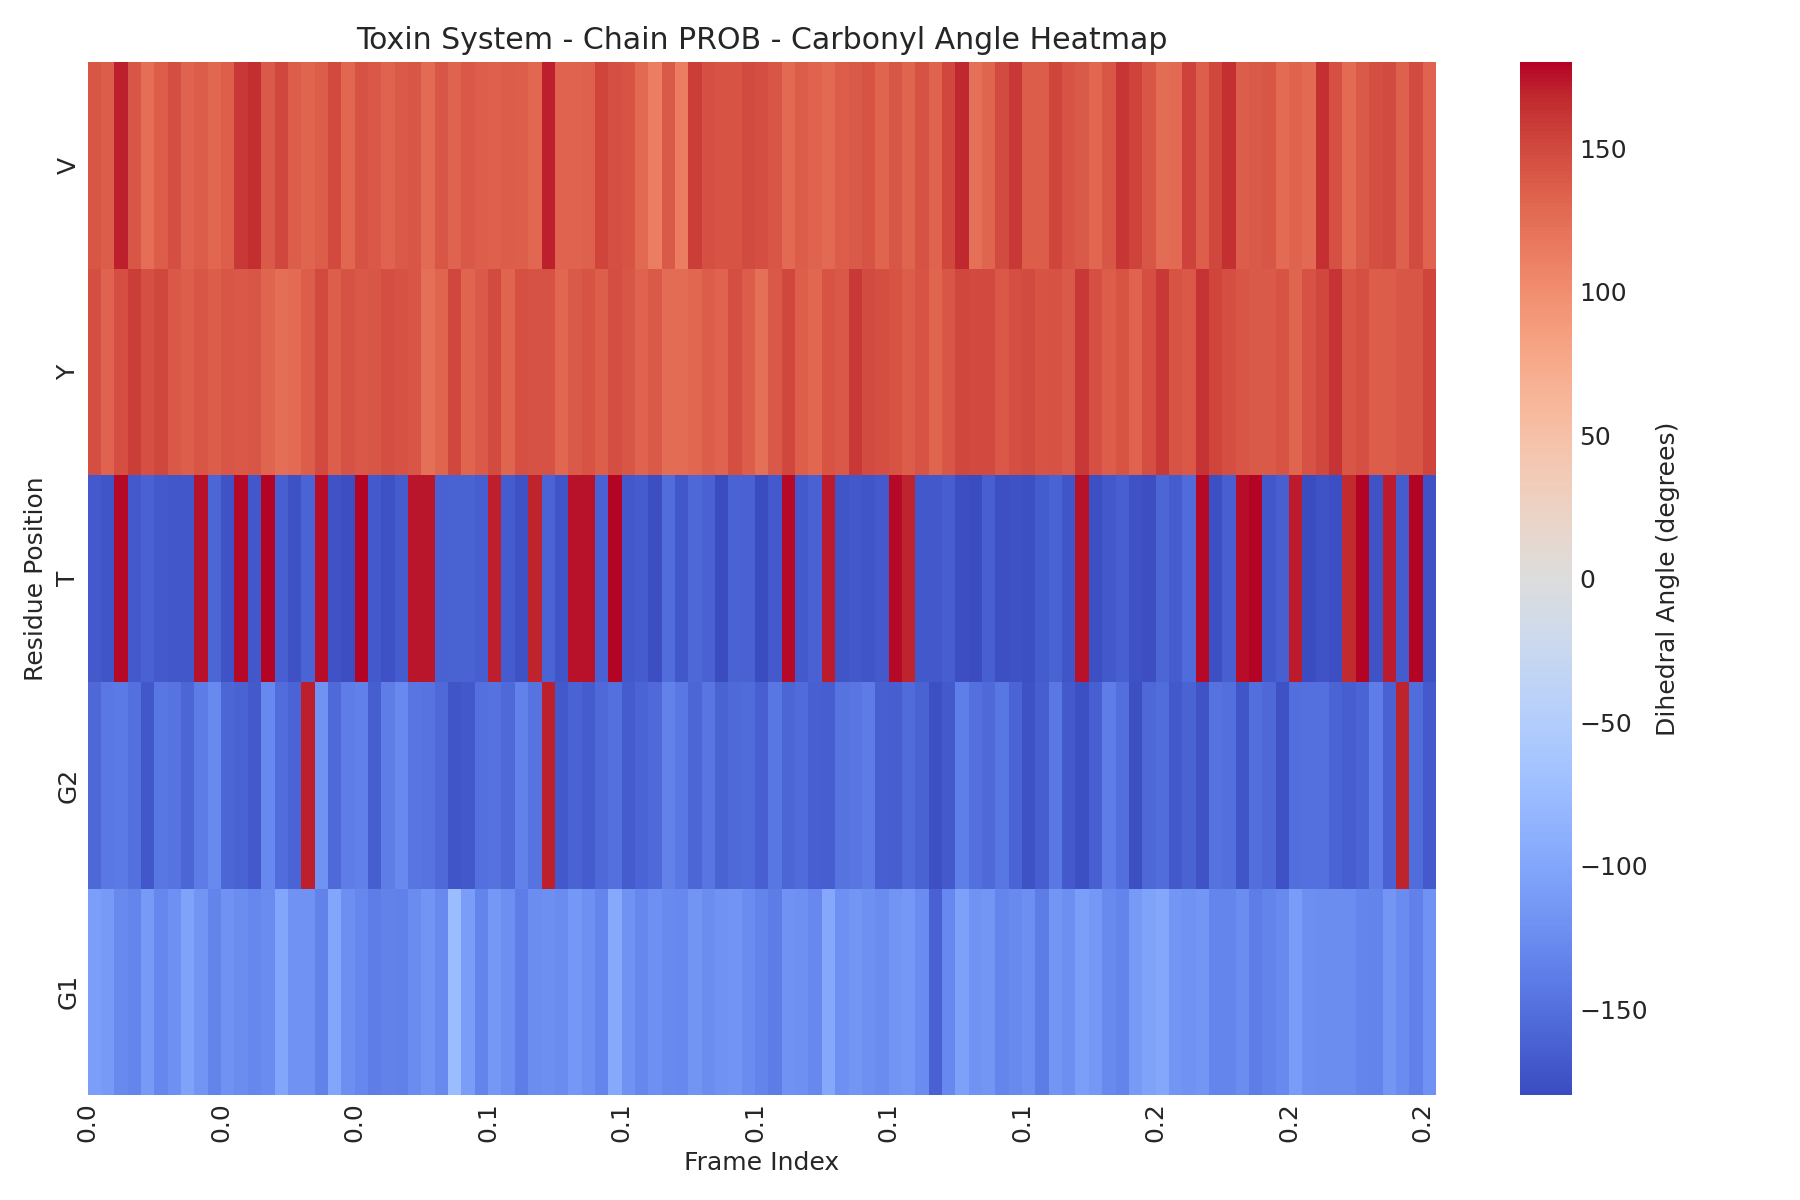 Toxin System - Chain PROB - Carbonyl Angle Heatmap
Residue Position
V
Y
T
G2
G1
0.0
0.0
0.0
0.1
0.1
0.1
0.1
0.1
0.2
0.2
0.2
Frame Index
150
100
50
0
−50
−100
−150
Dihedral Angle (degrees)